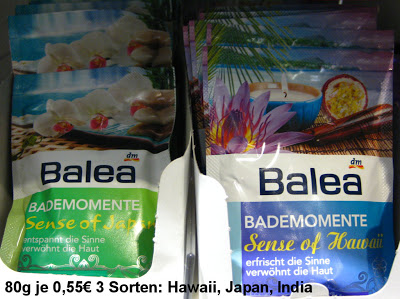 dm
Balea
BADEMOMENTE
Sense of Japan
entspannt die Sinne
verwöhnt die Haut
dm
Balea
BADEMOMENTE
Sense of Hawaii
erfrischt die Sinne
verwöhnt die Haut
80g je 0,55€ 3 Sorten: Hawaii, Japan, India